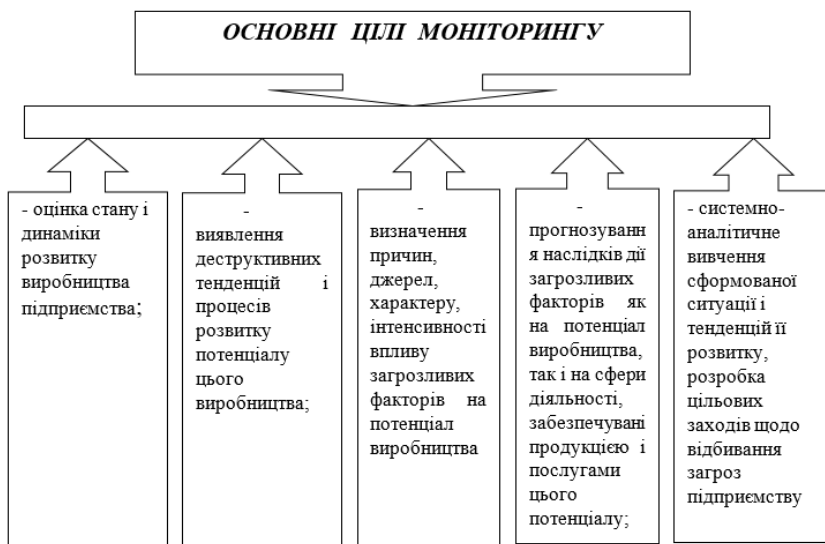 ОСНОВНІ ЦІЛІ МОНІТОРИНГУ
- оцінка стану і
динаміки
розвитку
виробництва
підприємства;
-
виявлення
деструктивних
тенденцій і
процесів
розвитку
потенціалу
цього
виробництва;
-
визначення
причин,
джерел,
характеру,
інтенсивності
впливу
загрозливих
факторів на
потенціал
виробництва
-
прогнозуванн
я наслідків дії
загрозливих
факторів як
на потенціал
виробництва,
так і на сфери
діяльності,
забезпечувані
продукцією і
послугами
цього
потенціалу;
- системно-
аналітичне
вивчення
сформованої
ситуації і
тенденцій її
розвитку,
розробка
цільових
заходів щодо
відбивання
загроз
підприємству